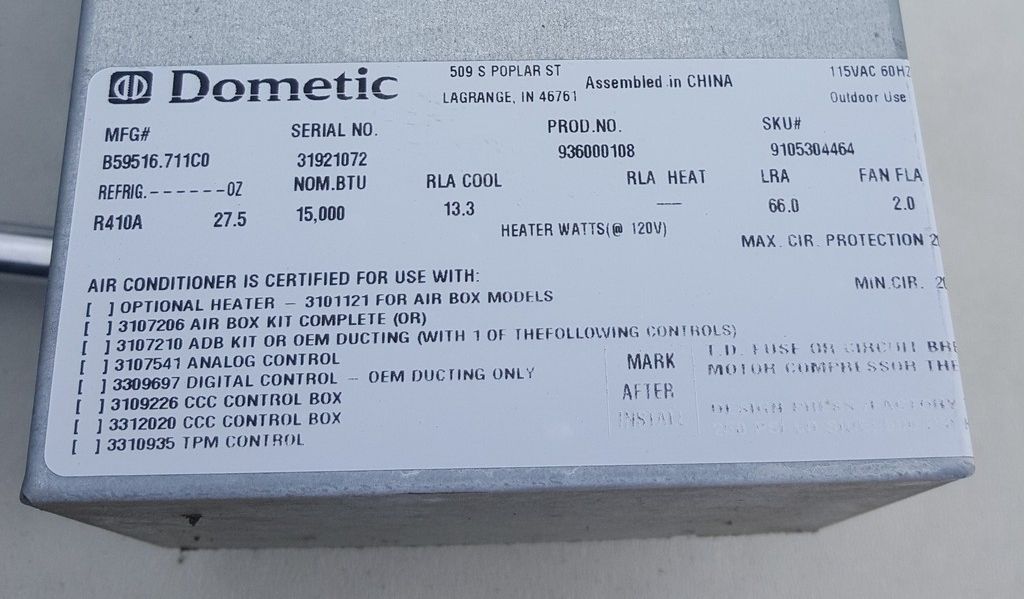 Dometic 509 S POPLAR ST Assembled in CHINA 115VAC 60HZ
LAGRANGE, IN 46761 Outdoor Use
MFG# SERIAL NO. PROD.NO. SKU#
B59516.711C0 31921072 936000108 9105304464
REFRIG.------OZ NOM.BTU RLA COOL RLA HEAT LRA FAN FLA
R410A 27.5 15,000 13.3 --- 66.0 2.0
HEATER WATTS(@ 120V) MAX. CIR. PROTECTION
AIR CONDITIONER IS CERTIFIED FOR USE WITH: MIN.CIR.
[ ] OPTIONAL HEATER – 3101121 FOR AIR BOX MODELS
[ ] 3107206 AIR BOX KIT COMPLETE (OR)
[ ] 3107210 ADB KIT OR OEM DUCTING (WITH 1 OF THEFOLLOWING CONTROLS)
[ ] 3107541 ANALOG CONTROL
[ ] 3309697 DIGITAL CONTROL – OEM DUCTING ONLY
[ ] 3109226 CCC CONTROL BOX
[ ] 3312020 CCC CONTROL BOX
[ ] 3310935 TPM CONTROL
MARK
AFTER
INSTALL
T.D. FUSE OR CIRCUIT
MOTOR COMPRESSOR